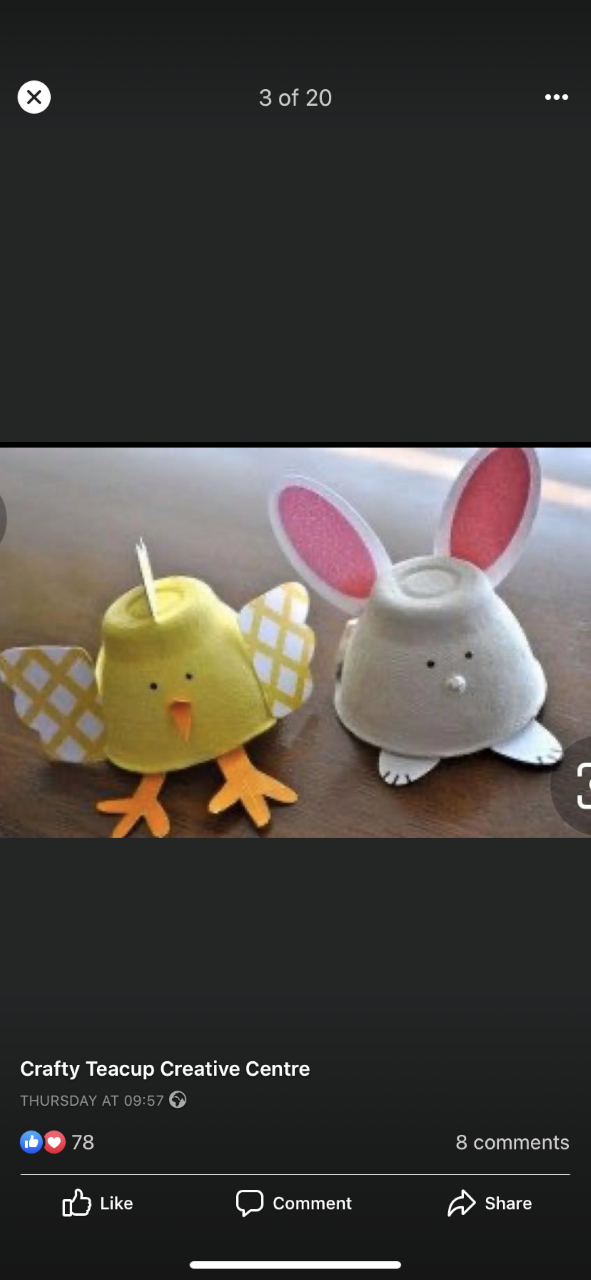 3 of 20
Crafty Teacup Creative Centre
THURSDAY AT 09:57
78
8 comments
Like
Comment
Share